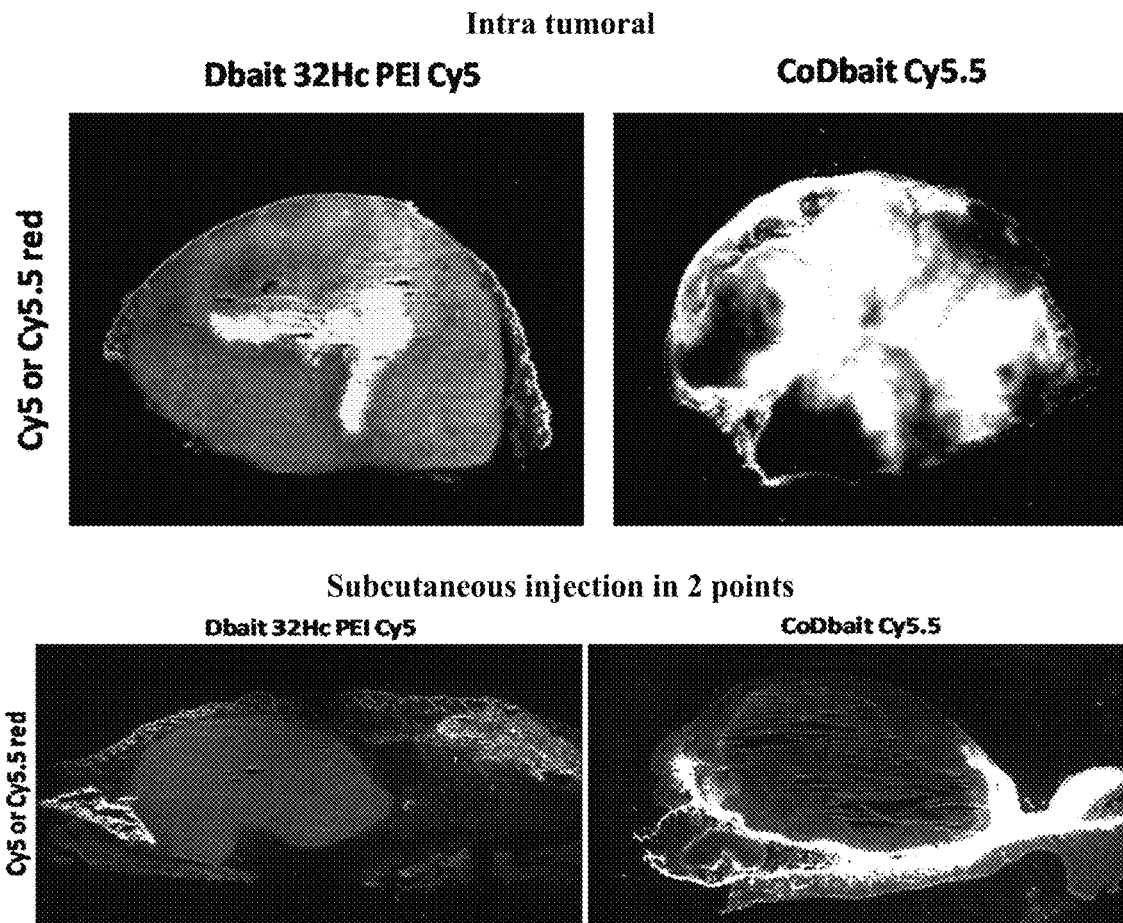 Intra tumoral
Dbait 32Hc PEI Cy5
CoDbait Cy5.5
Cy5 or Cy5.5 red
Subcutaneous injection in 2 points
Dbait 32Hc PEI Cy5
CoDbait Cy5.5
Cy5 or Cy5.5 red